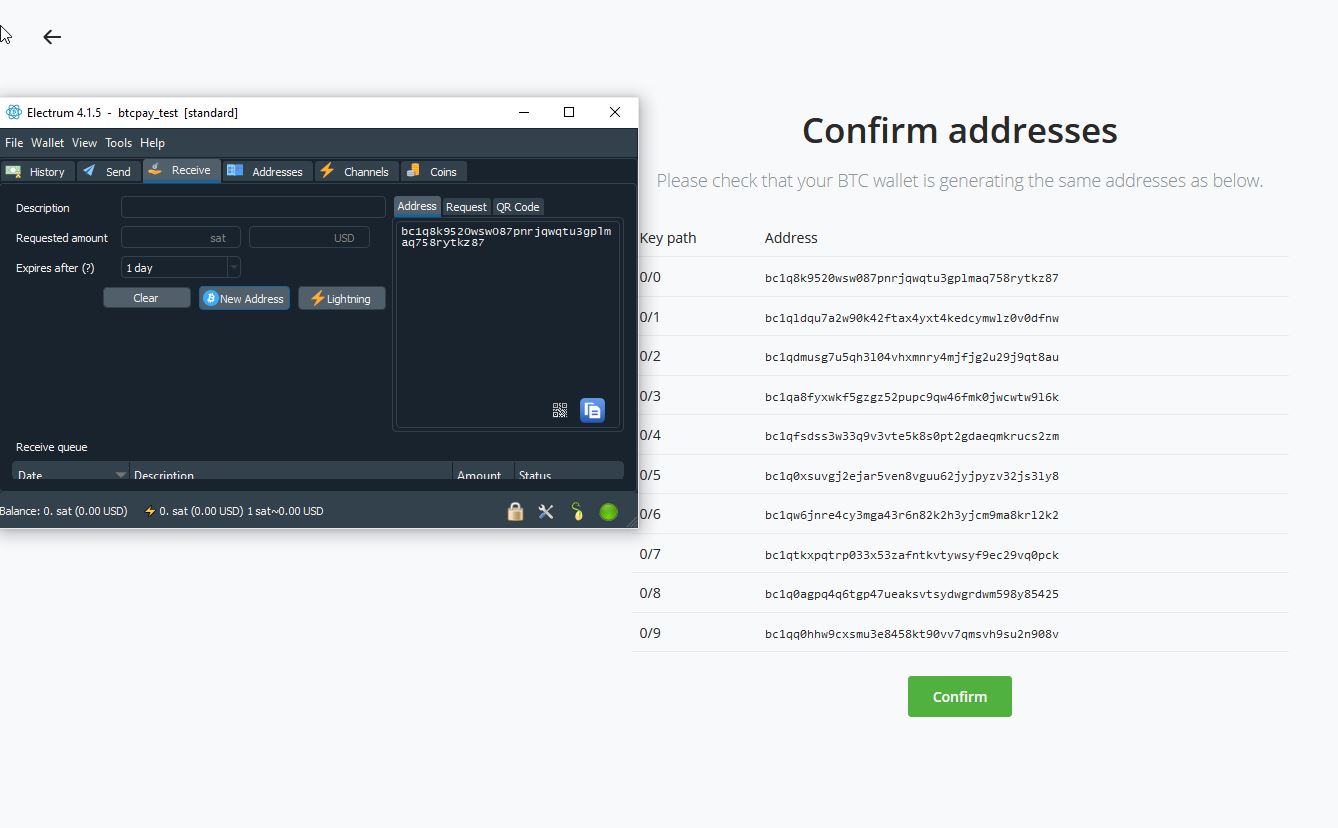 Electrum 4.1.5 - btcpay_test [standard]
File Wallet View Tools Help
History Send Receive Addresses Channels Coins
Description
Requested amount sat USD
Expires after (?) 1 day
Clear New Address Lightning
Address Request QR Code
bc1q8k9520wsw087pnrjqwqtu3gplm
aq758rytkz87
Receive queue
Date Description Amount Status
Balance: 0. sat (0.00 USD) 0. sat (0.00 USD) 1 sat~0.00 USD
Confirm addresses
Please check that your BTC wallet is generating the same addresses as below.
Key path Address
0/0 bc1q8k9520wsw087pnrjqwqtu3gplmaq758rytkz87
0/1 bc1qldqu7a2w90k42ftax4yxt4kedcymwlz0v0dfnw
0/2 bc1qdmusg7u5qh3l04vhxmnry4mjfjg2u29j9qt8au
0/3 bc1qa8fyxwkf5gzgz52pupc9qw46fmk0jwcwtw9l6k
0/4 bc1qfsdss3w33q9v3vte5k8s0pt2gdaeqmkrucs2zm
0/5 bc1q0xsuvgj2ejar5ven8vguu62jyjpyzv32js3ly8
0/6 bc1qw6jnre4cy3mga43r6n82k2h3yjcm9ma8krl2k2
0/7 bc1qtkxpqtrp033x53zafntkvtywsyf9ec29vq0pck
0/8 bc1q0agpq4q6tgp47ueaksvtsydwgrdwm598y85425
0/9 bc1qq0hhw9cxsmu3e8458kt90vv7qmsvh9su2n908v
Confirm